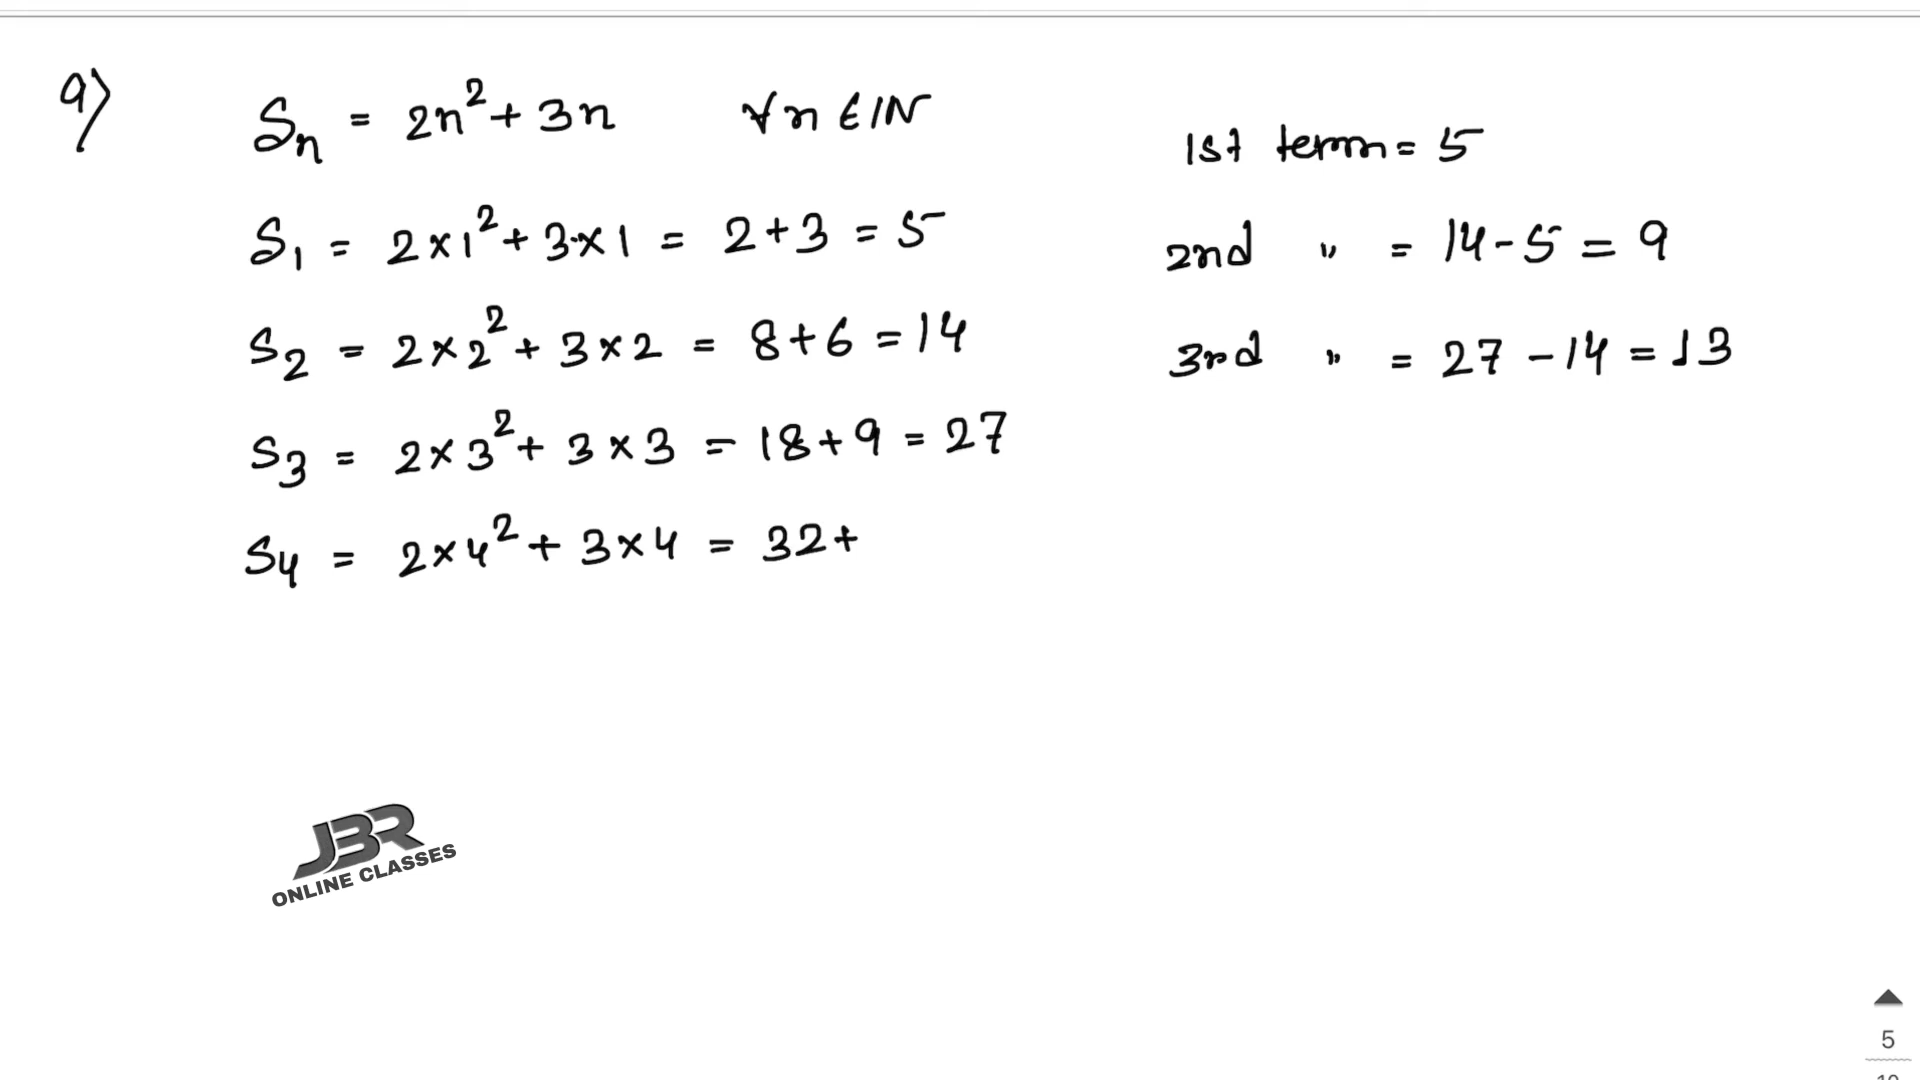 9)
Sₙ = 2n² + 3n ∀ n ∈ ℕ
S₁ = 2×1² + 3×1 = 2+3 = 5
S₂ = 2×2² + 3×2 = 8+6 = 14
S₃ = 2×3² + 3×3 = 18+9 = 27
S₄ = 2×4² + 3×4 = 32+
1st term = 5
2nd " = 14-5 = 9
3rd " = 27-14 = 13
JBR
ONLINE CLASSES
5